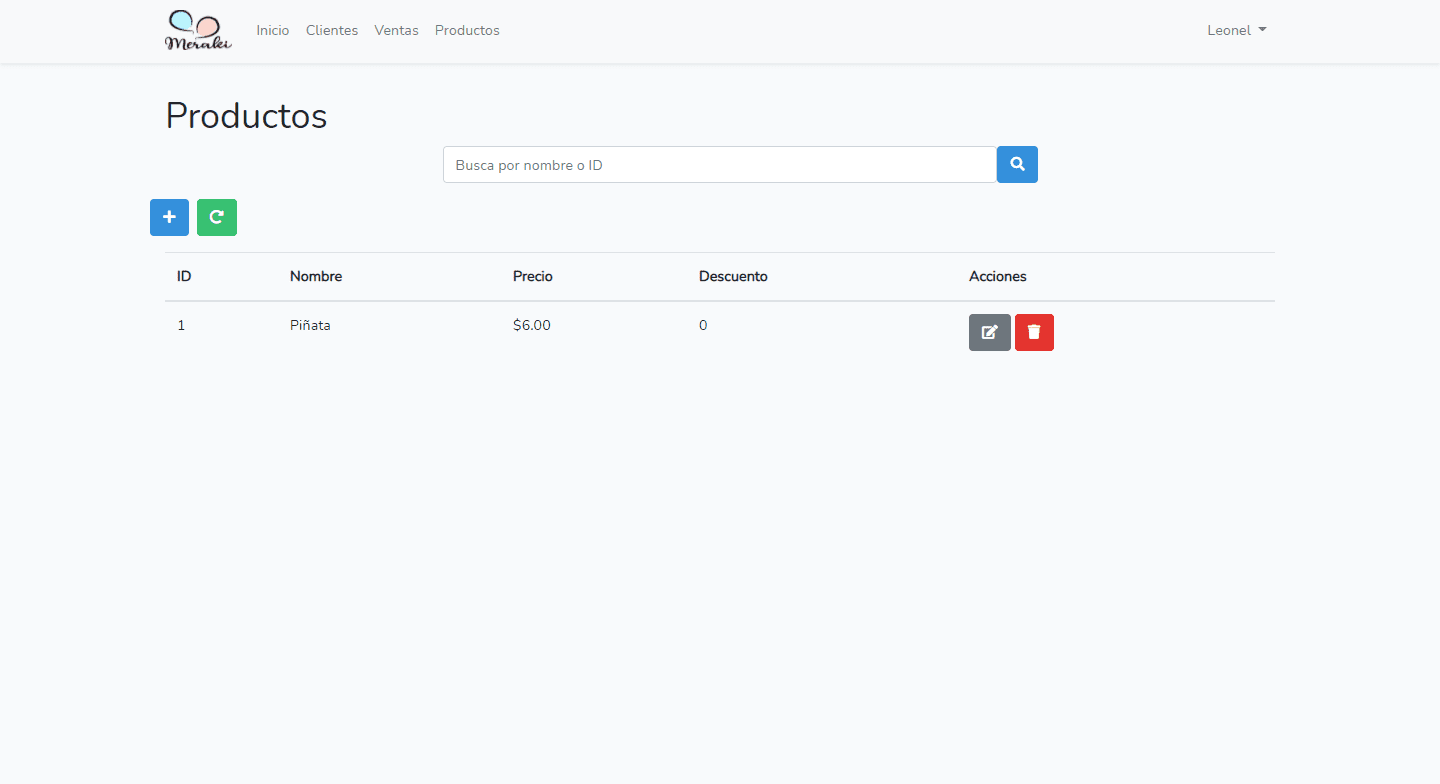 Meraki
Inicio Clientes Ventas Productos
Leonel
Productos
Busca por nombre o ID
ID Nombre Precio Descuento Acciones
1 Piñata $6.00 0